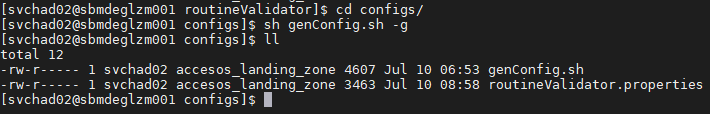 [svchad02@sbmdeglzm001 routineValidator]$ cd configs/
[svchad02@sbmdeglzm001 configs]$ sh genConfig.sh -g
[svchad02@sbmdeglzm001 configs]$ ll
total 12
-rw-r----- 1 svchad02 accesos_landing_zone 4607 Jul 10 06:53 genConfig.sh
-rw-r----- 1 svchad02 accesos_landing_zone 3463 Jul 10 08:58 routineValidator.properties
[svchad02@sbmdeglzm001 configs]$